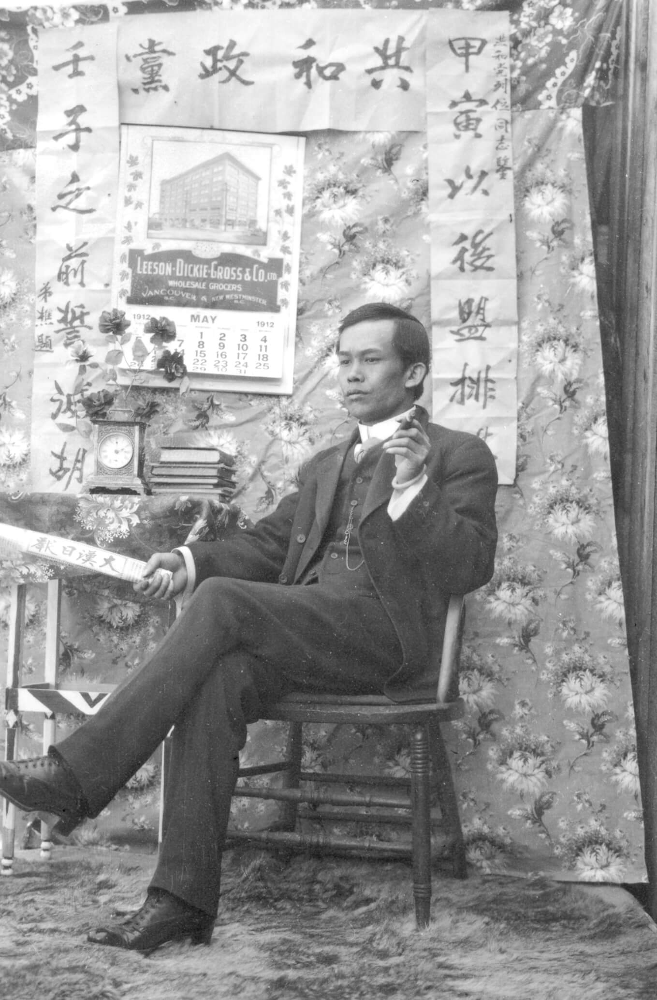 共和政黨
共和黨列位同志鑒
甲寅以後盟排
壬子之前誓滅胡
弟樵題
LEESON-DICKIE-GROSS & CO. LTD.
WHOLESALE GROCERS
VANCOUVER & NEW WESTMINSTER
B.C. B.C.
1912 MAY 1912
1 2 3 4
7 8 9 10 11
15 16 17 18
22 23 24 25
29 30 31
大漢日報